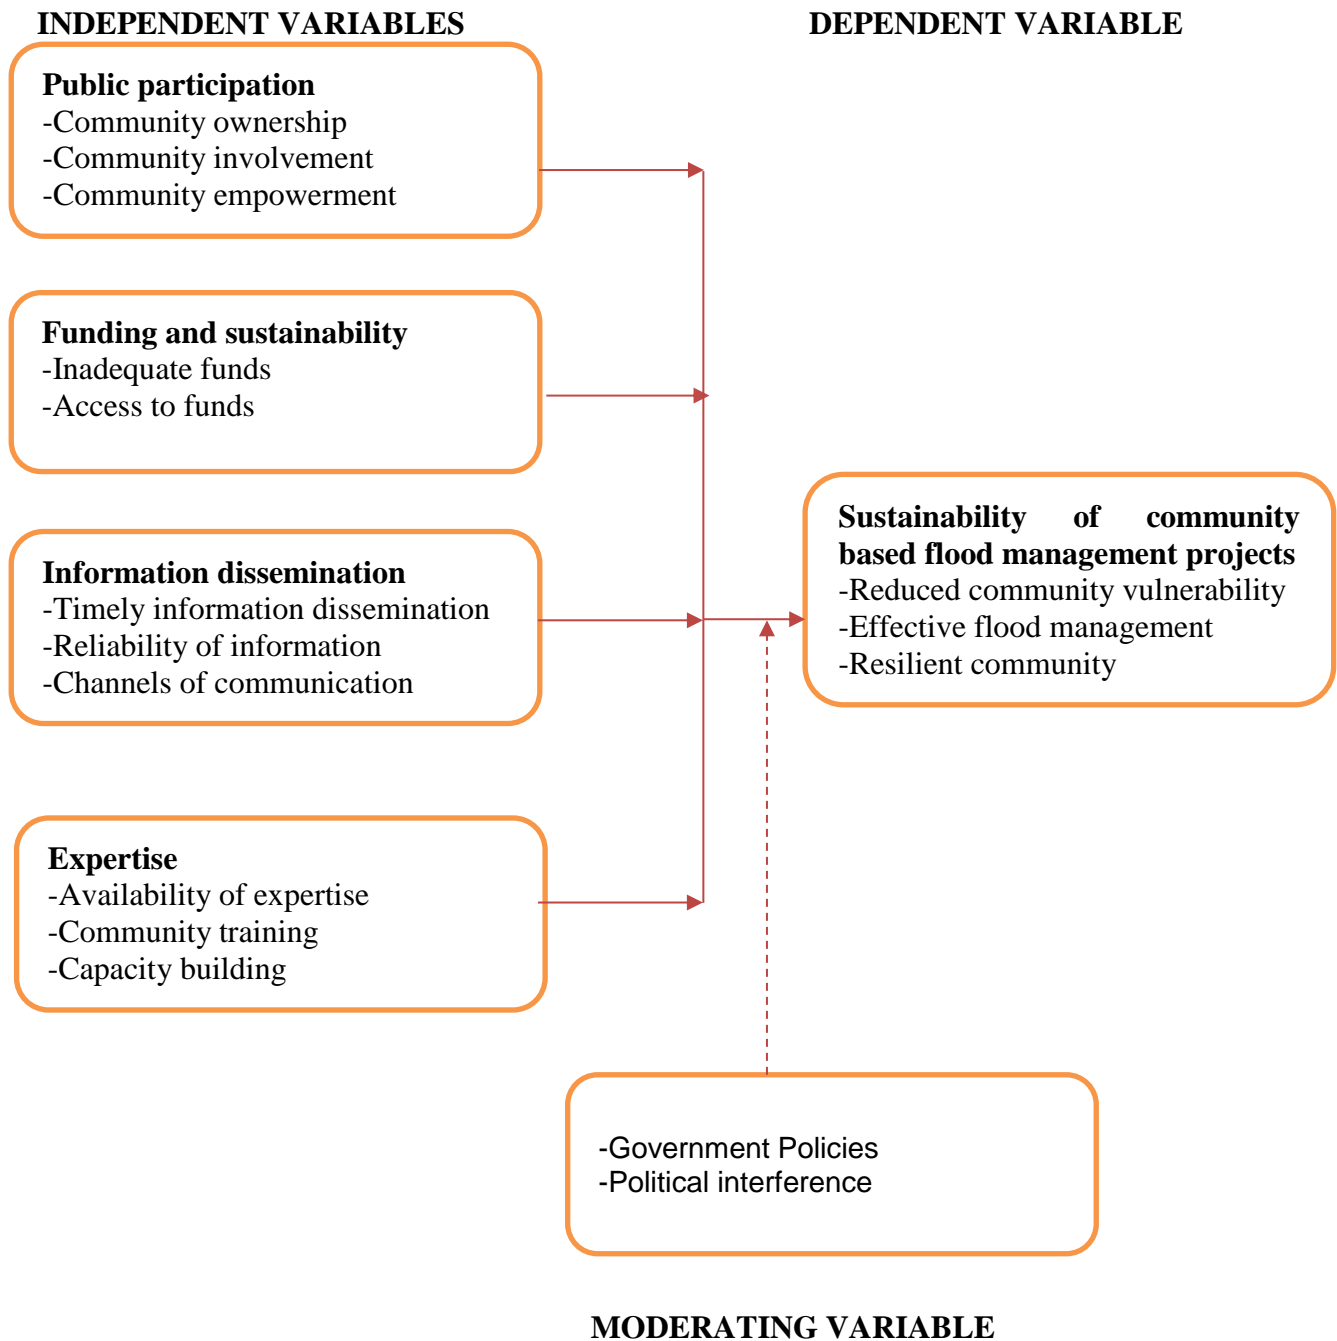 INDEPENDENT VARIABLES
DEPENDENT VARIABLE
Public participation
-Community ownership
-Community involvement
-Community empowerment
Funding and sustainability
-Inadequate funds
-Access to funds
Information dissemination
-Timely information dissemination
-Reliability of information
-Channels of communication
Sustainability of community
based flood management projects
-Reduced community vulnerability
-Effective flood management
-Resilient community
Expertise
-Availability of expertise
-Community training
-Capacity building
-Government Policies
-Political interference
MODERATING VARIABLE